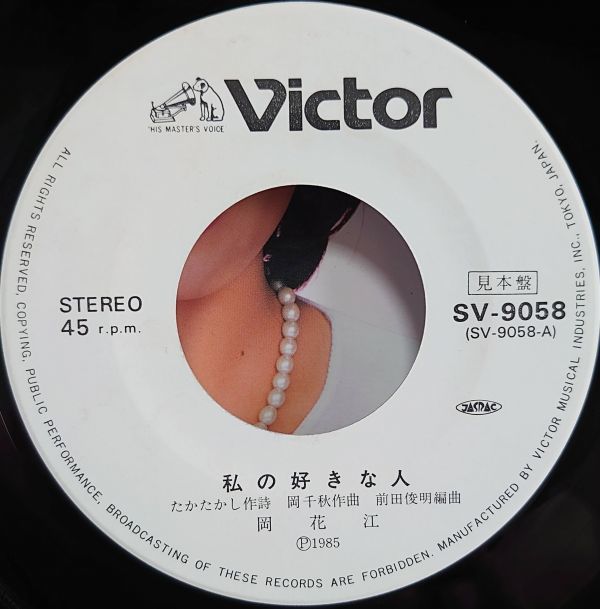 Victor
"HIS MASTER'S VOICE"
STEREO
45 r.p.m.
見本盤
SV-9058
(SV-9058-A)
JASRAC
私の好きな人
たかたかし作詩 岡千秋作曲 前田俊明編曲
岡花江
Ⓟ1985
ALL RIGHTS RESERVED, COPYING, PUBLIC PERFORMANCE, BROADCASTING OF THESE RECORDS ARE FORBIDDEN. MANUFACTURED BY VICTOR MUSICAL INDUSTRIES, INC., TOKYO, JAPAN.